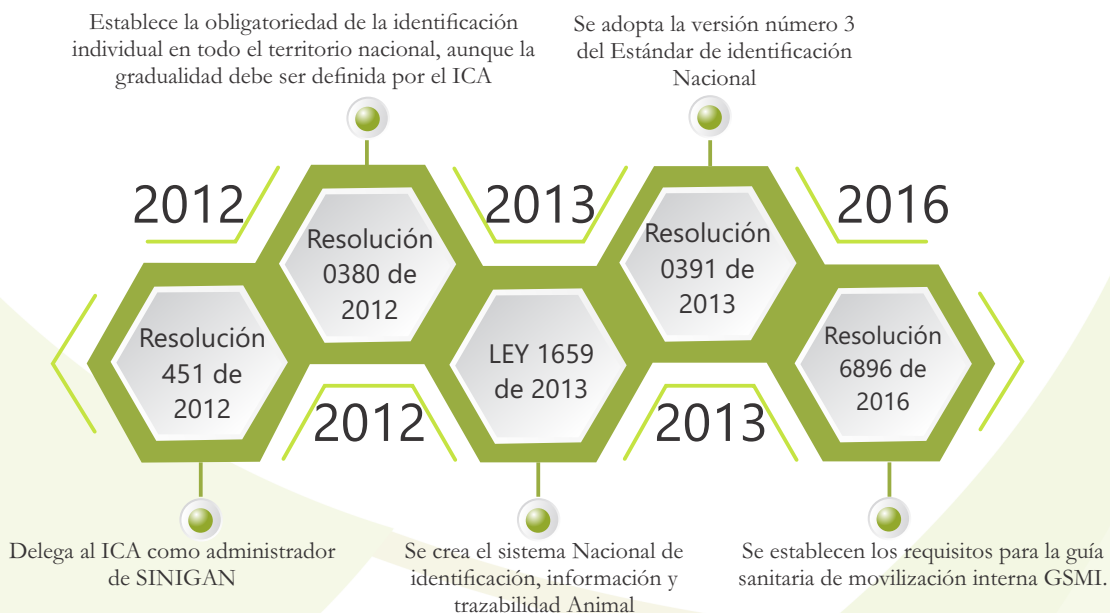 Establece la obligatoriedad de la identificación
individual en todo el territorio nacional, aunque la
gradualidad debe ser definida por el ICA
Se adopta la versión número 3
del Estándar de identificación
Nacional
2012
2013
2016
Resolución
0380 de
2012
Resolución
0391 de
2013
Resolución
451 de
2012
LEY 1659
de 2013
Resolución
6896 de
2016
2012
2013
Delega al ICA como administrador
de SINIGAN
Se crea el sistema Nacional de
identificación, información y
trazabilidad Animal
Se establecen los requisitos para la guía
sanitaria de movilización interna GSMI.